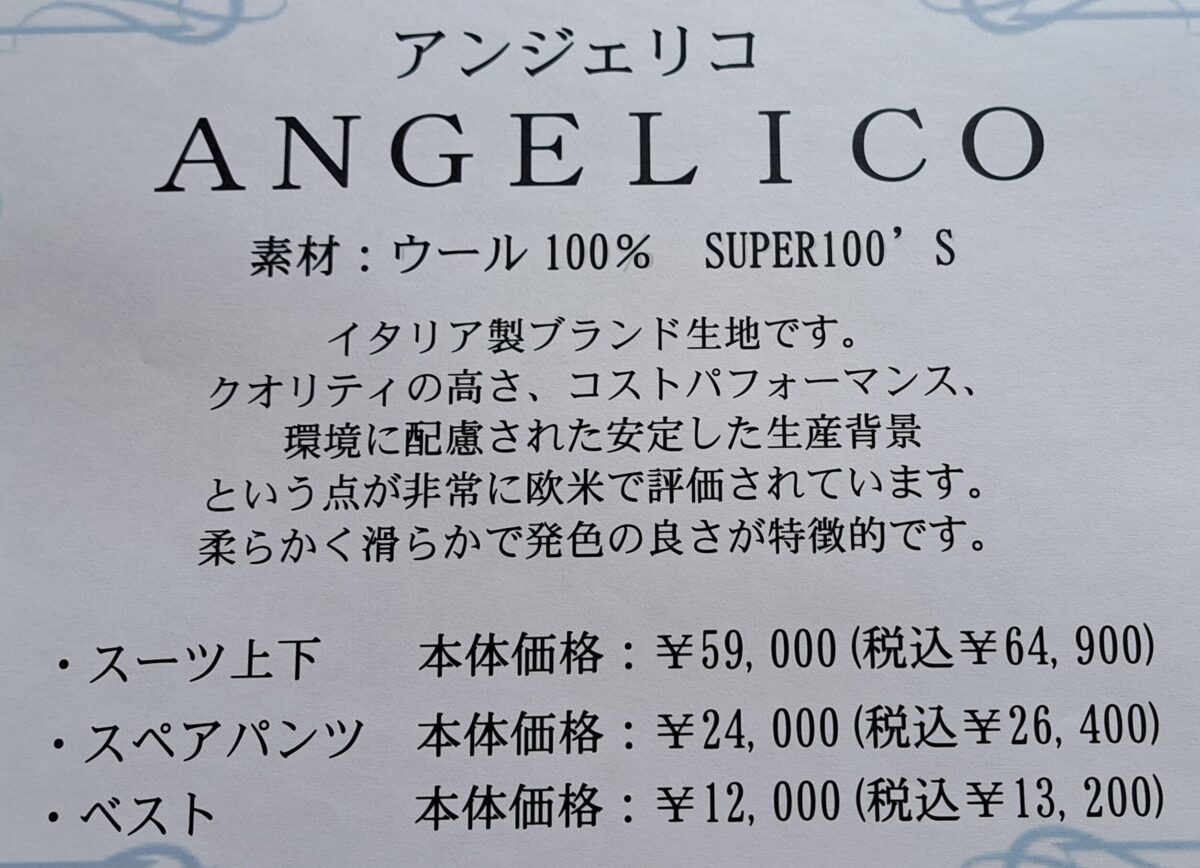 アンジェリコ
ANGELICO
素材：ウール100％　SUPER100’S
イタリア製ブランド生地です。
クオリティの高さ、コストパフォーマンス、
環境に配慮された安定した生産背景
という点が非常に欧米で評価されています。
柔らかく滑らかで発色の良さが特徴的です。
・スーツ上下　本体価格：￥59,000(税込￥64,900)
・スペアパンツ　本体価格：￥24,000(税込￥26,400)
・ベスト　本体価格：￥12,000(税込￥13,200)